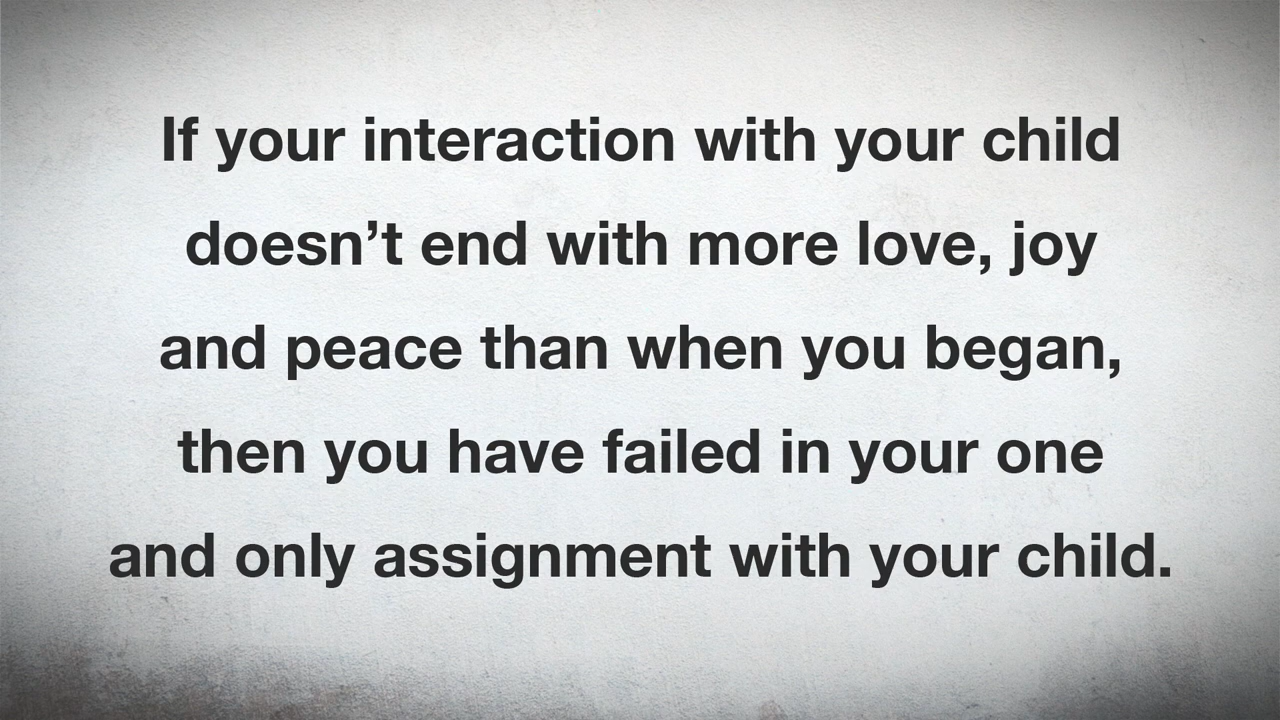 If your interaction with your child
doesn’t end with more love, joy
and peace than when you began,
then you have failed in your one
and only assignment with your child.